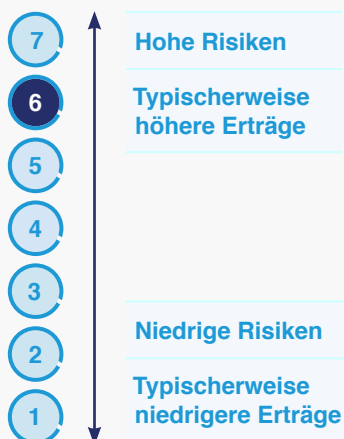 7
Hohe Risiken
6
Typischerweise
höhere Erträge
5
4
3
Niedrige Risiken
2
Typischerweise
niedrigere Erträge
1